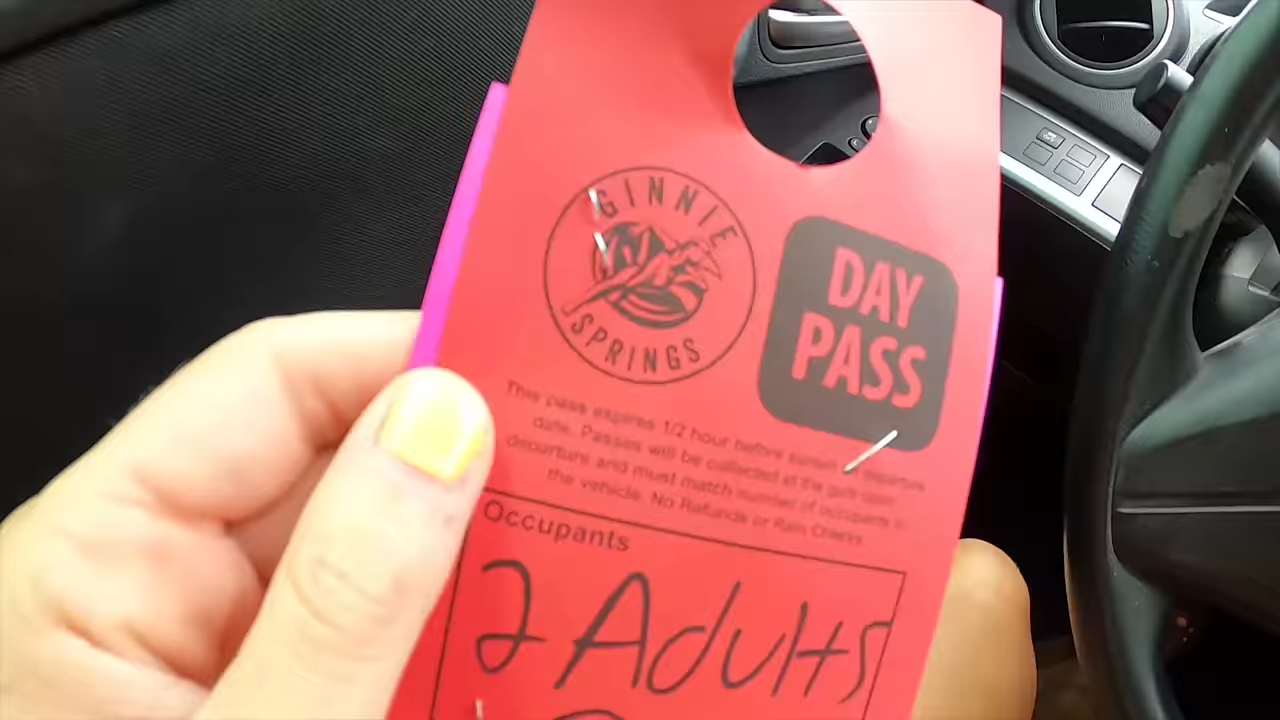 GINNIE
SPRINGS
DAY
PASS
This pass expires 1/2 hour before sunset departure
date. Passes will be collected at the gate upon
departure and must match number of occupants in
the vehicle. No Refunds or Rain Checks
Occupants
2 Adults